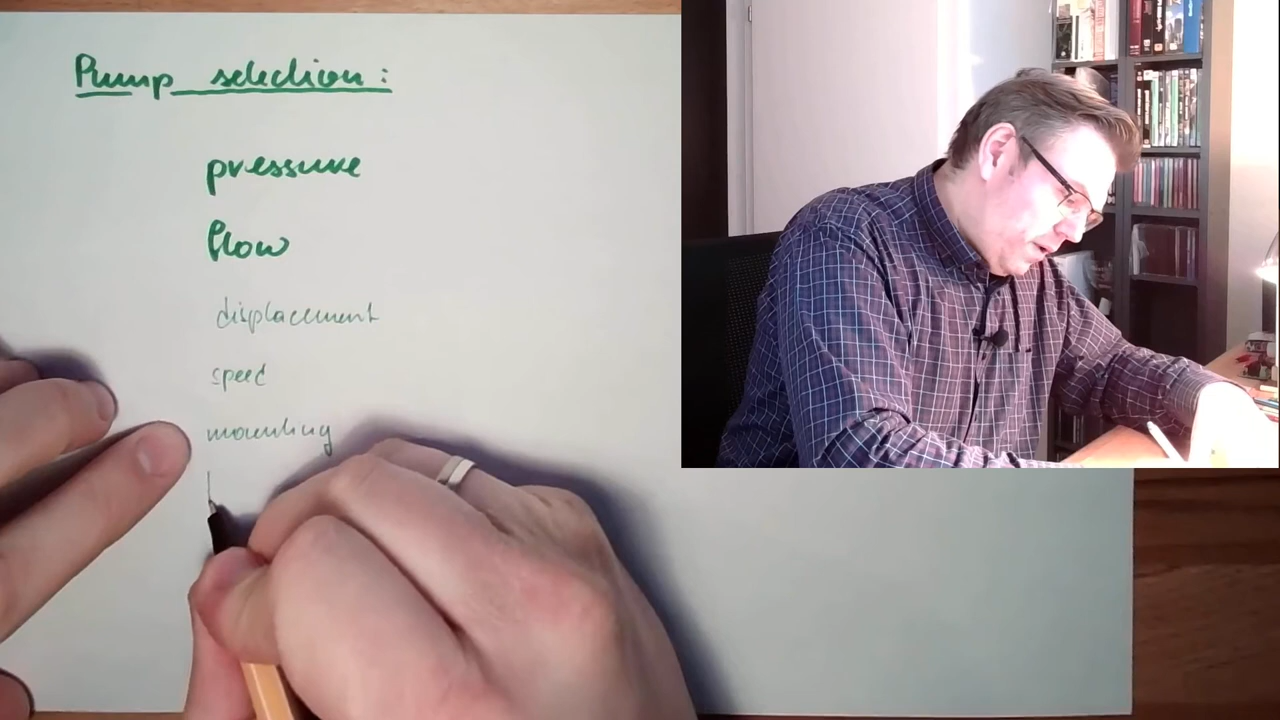 Pump selection:
pressure
flow
displacement
speed
mounting